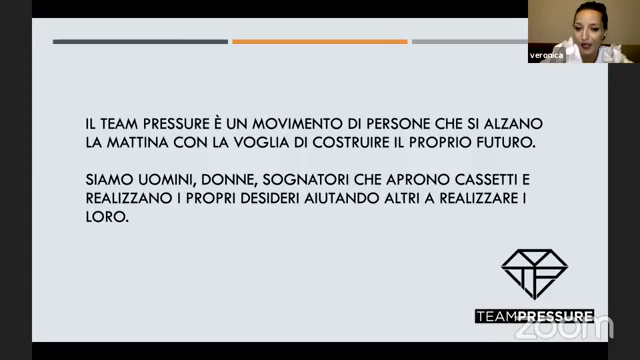 veronica
IL TEAM PRESSURE È UN MOVIMENTO DI PERSONE CHE SI ALZANO
LA MATTINA CON LA VOGLIA DI COSTRUIRE IL PROPRIO FUTURO.
SIAMO UOMINI, DONNE, SOGNATORI CHE APRONO CASSETTI E
REALIZZANO I PROPRI DESIDERI AIUTANDO ALTRI A REALIZZARE I
LORO.
TEAMPRESSURE
zoom